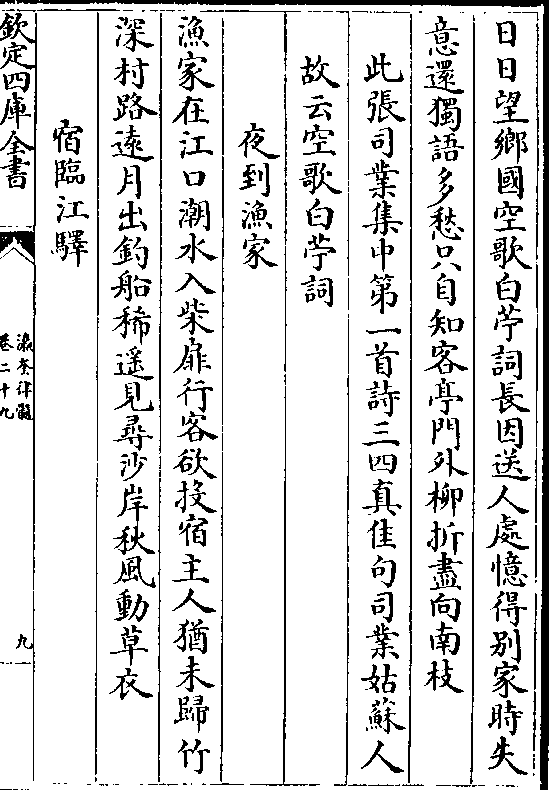 日日望鄉國空歌白苧詞長因送人處憶得别家時失
意還獨語多愁只自知客亭門外柳折盡向南枝
此張司業集中第一首詩三四真佳句司業姑蘇人
故云空歌白苧詞
夜到漁家
漁家在江口潮水入柴扉行客欲投宿主人猶未歸竹
深村路遠月出釣船稀遥見尋沙岸秋風動草衣
宿臨江驛
欽定四庫全書
瀛奎律髓
卷二十九
九